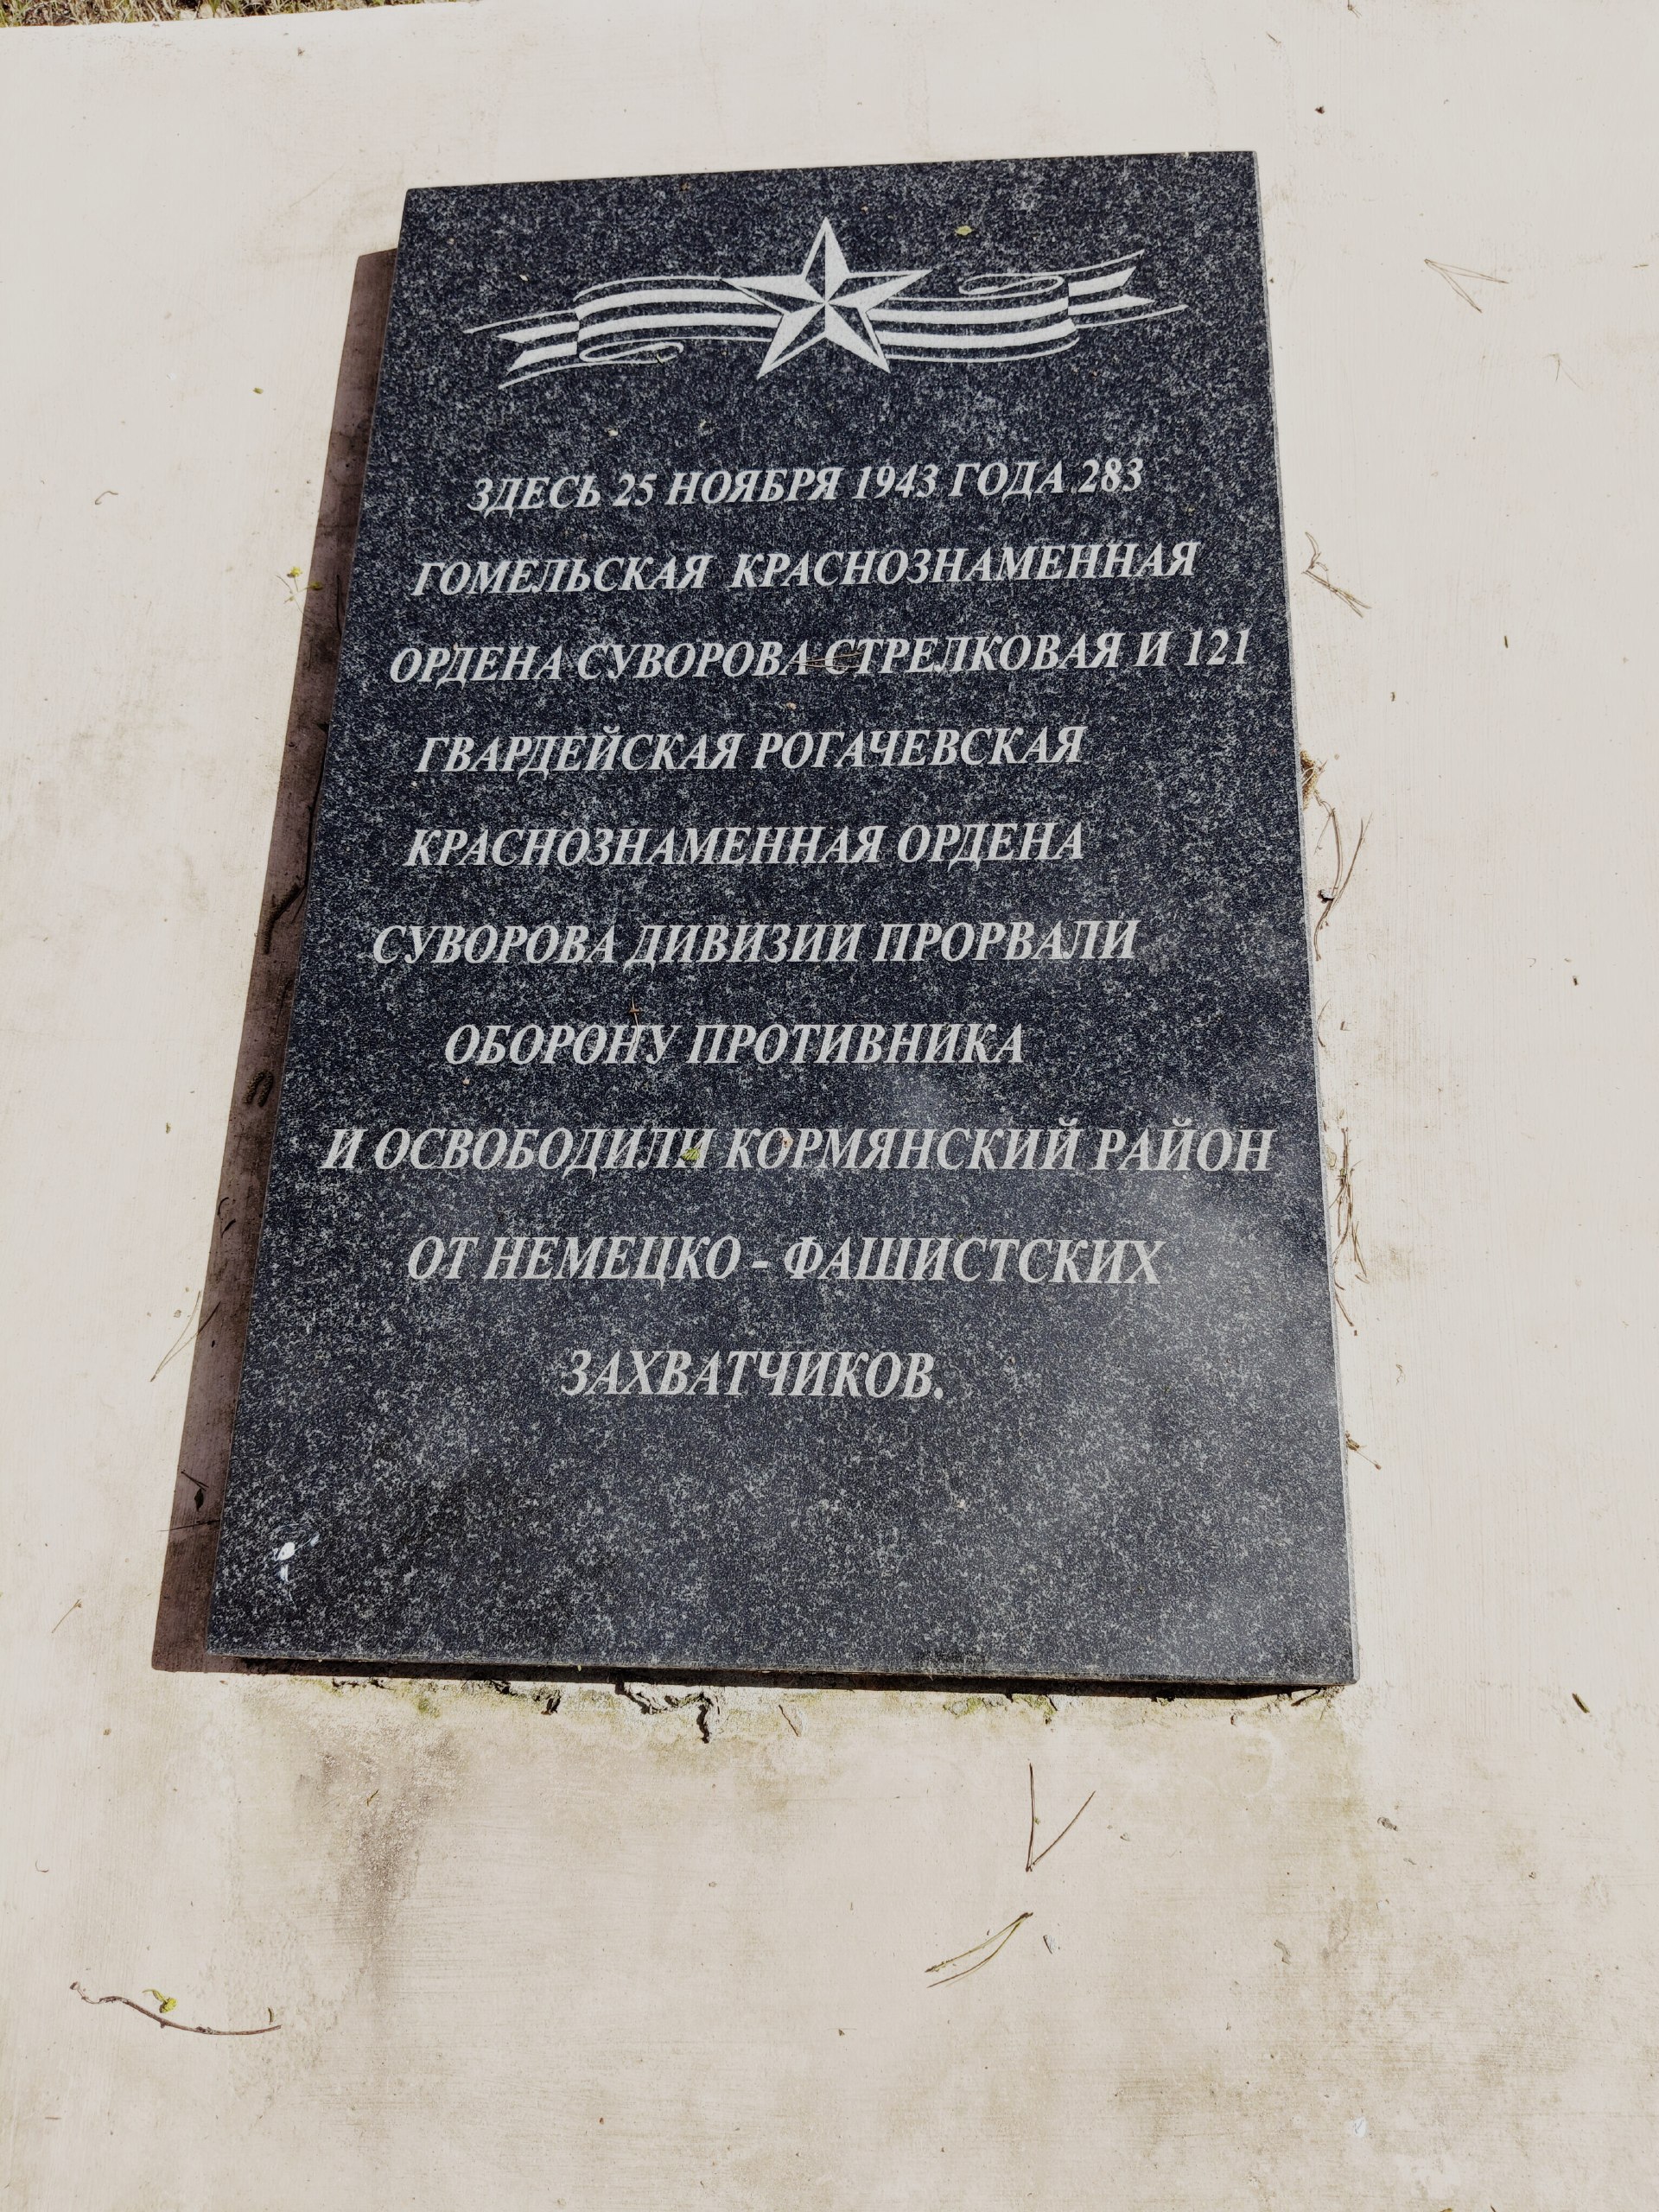 ЗДЕСЬ 25 НОЯБРЯ 1943 ГОДА 283
ГОМЕЛЬСКАЯ КРАСНОЗНАМЕННАЯ
ОРДЕНА СУВОРОВА СТРЕЛКОВАЯ И 121
ГВАРДЕЙСКАЯ РОГАЧЕВСКАЯ
КРАСНОЗНАМЕННАЯ ОРДЕНА
СУВОРОВА ДИВИЗИИ ПРОРВАЛИ
ОБОРОНУ ПРОТИВНИКА
И ОСВОБОДИЛИ КОРМЯНСКИЙ РАЙОН
ОТ НЕМЕЦКО - ФАШИСТСКИХ
ЗАХВАТЧИКОВ.